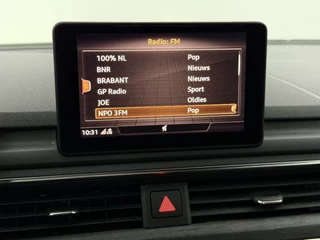 Radio: FM
100% NL Pop
BNR Nieuws
BRABANT Nieuws
GP Radio Sport
JOE Oldies
NPO 3FM Pop
10:31